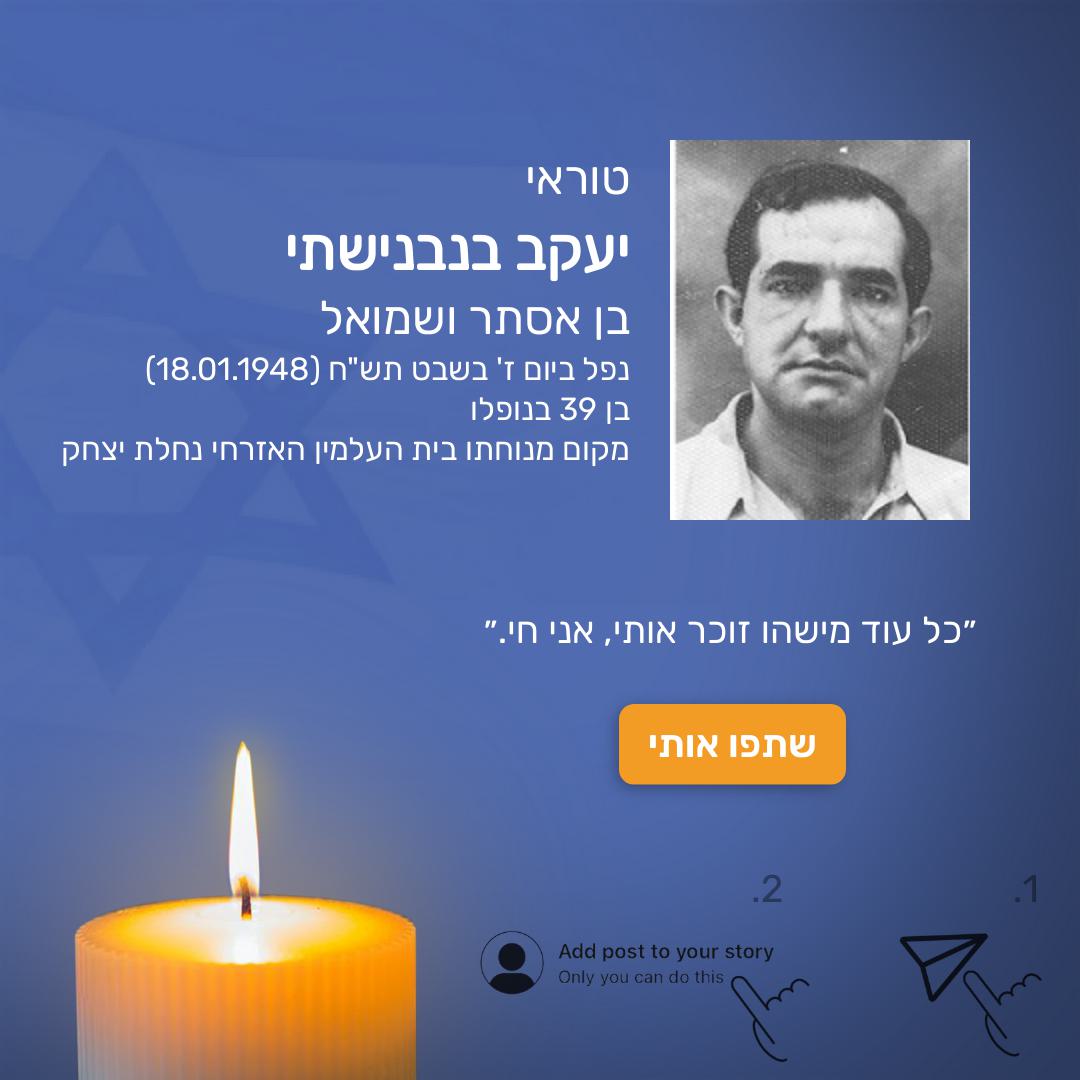 טוראי
יעקב בנבנישתי
בן אסתר ושמואל
נפל ביום ז' בשבט תש"ח (18.01.1948)
בן 39 בנופלו
מקום מנוחתו בית העלמין האזרחי נחלת יצחק
״כל עוד מישהו זוכר אותי, אני חי.״
שתפו אותי
1.
2.
Add post to your story
Only you can do this